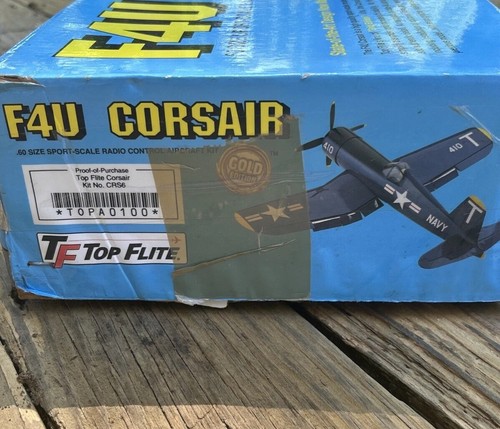 F4U
F4U CORSAIR
.60 SIZE SPORT-SCALE RADIO CONTROL AIRCRAFT
Proof-of-Purchase
Top Flite Corsair
Kit No. CRS6
*TOPA0100*
TF TOP FLITE
GOLD
410
410 T
NAVY
T